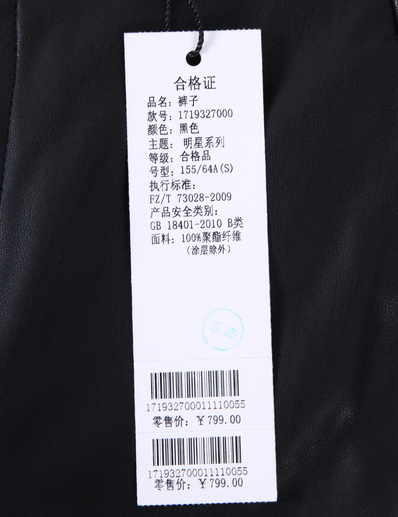 合格证
品名：裤子
款号：1719327000
颜色：黑色
主题： 明星系列
等级：合格品
号型：155/64A(S)
执行标准：
FZ/T 73028-2009
产品安全类别：
GB 18401-2010 B类
面料：100%聚酯纤维
（涂层除外）
171932700011110055
零售价：￥799.00
171932700011110055
零售价：￥799.00